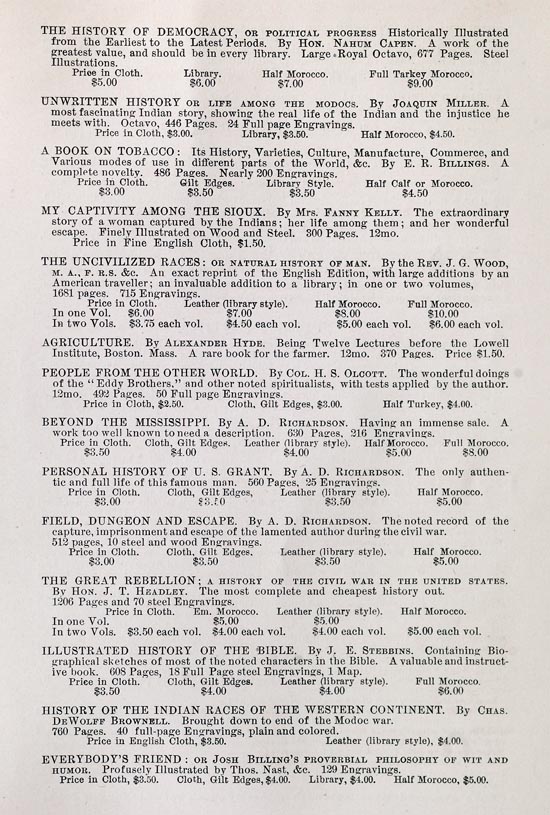 THE HISTORY OF DEMOCRACY, OR POLITICAL PROGRESS Historically Illustrated
from the Earliest to the Latest Periods. By HON. NAHUM CAPEN. A work of the
greatest value, and should be in every library. Large Royal Octavo, 677 Pages. Steel
Illustrations.
Price in Cloth. Library. Half Morocco. Full Turkey Morocco.
$5.00 $6.00 $7.00 $9.00
UNWRITTEN HISTORY OR LIFE AMONG THE MODOCS. By JOAQUIN MILLER. A
most fascinating Indian story, showing the real life of the Indian and the injustice he
meets with. Octavo, 446 Pages. 24 Full page Engravings.
Price in Cloth, $3.00. Library, $3.50. Half Morocco, $4.50.
A BOOK ON TOBACCO: Its History, Varieties, Culture, Manufacture, Commerce, and
Various modes of use in different parts of the World, &c. By E. R. BILLINGS. A
complete novelty. 486 Pages. Nearly 200 Engravings.
Price in Cloth. Gilt Edges. Library Style. Half Calf or Morocco.
$3.00 $3.50 $3.50 $4.50
MY CAPTIVITY AMONG THE SIOUX. By MRS. FANNY KELLY. The extraordinary
story of a woman captured by the Indians; her life among them; and her wonderful
escape. Finely Illustrated on Wood and Steel. 300 Pages. 12mo.
Price in Fine English Cloth, $1.50.
THE UNCIVILIZED RACES: OR NATURAL HISTORY OF MAN. By the REV. J. G. WOOD,
M. A., F. R. S. &c. An exact reprint of the English Edition, with large additions by an
American traveller; an invaluable addition to a library; in one or two volumes,
1681 pages. 715 Engravings.
Price in Cloth. Leather (library style). Half Morocco. Full Morocco.
In one Vol. $6.00 $7.00 $8.00 $10.00
In two Vols. $3.75 each vol. $4.50 each vol. $5.00 each vol. $6.00 each vol.
AGRICULTURE. By ALEXANDER HYDE. Being Twelve Lectures before the Lowell
Institute, Boston. Mass. A rare book for the farmer. 12mo. 370 Pages. Price $1.50.
PEOPLE FROM THE OTHER WORLD. By COL. H. S. OLCOTT. The wonderful doings
of the "Eddy Brothers," and other noted spiritualists, with tests applied by the author.
12mo. 492 Pages. 50 Full page Engravings.
Price in Cloth, $2.50. Cloth, Gilt Edges, $3.00. Half Turkey, $4.00.
BEYOND THE MISSISSIPPI. By A. D. RICHARDSON. Having an immense sale. A
work too well known to need a description. 630 Pages, 216 Engravings.
Price in Cloth. Cloth, Gilt Edges. Leather (library style). Half Morocco. Full Morocco.
$3.50 $4.00 $4.00 $5.00 $8.00
PERSONAL HISTORY OF U. S. GRANT. By A. D. RICHARDSON. The only authen-
tic and full life of this famous man. 560 Pages, 25 Engravings.
Price in Cloth. Cloth, Gilt Edges, Leather (library style). Half Morocco.
$3.00 $3.50 $3.50 $5.00
FIELD, DUNGEON AND ESCAPE. By A. D. RICHARDSON. The noted record of the
capture, imprisonment and escape of the lamented author during the civil war.
512 pages, 10 steel and wood Engravings.
Price in Cloth. Cloth, Gilt Edges. Leather (library style). Half Morocco.
$3.00 $3.50 $3.50 $5.00
THE GREAT REBELLION; A HISTORY OF THE CIVIL WAR IN THE UNITED STATES.
By HON. J. T. HEADLEY. The most complete and cheapest history out.
1206 Pages and 70 steel Engravings.
Price in Cloth. Em. Morocco. Leather (library style). Half Morocco.
In one Vol. $5.00 $5.00
In two Vols. $3.50 each vol. $4.00 each vol. $4.00 each vol. $5.00 each vol.
ILLUSTRATED HISTORY OF THE BIBLE. By J. E. STEBBINS. Containing Bio-
graphical sketches of most of the noted characters in the Bible. A valuable and instruct-
ive book. 608 Pages, 18 Full Page steel Engravings, 1 Map.
Price in Cloth. Cloth, Gilt Edges. Leather (library style). Full Morocco.
$3.50 $4.00 $4.00 $6.00
HISTORY OF THE INDIAN RACES OF THE WESTERN CONTINENT. By CHAS.
DEWOLFF BROWNELL. Brought down to end of the Modoc war.
760 Pages. 40 full-page Engravings, plain and colored.
Price in English Cloth, $3.50. Leather (library style), $4.00.
EVERYBODY'S FRIEND: OR JOSH BILLING'S PROVERBIAL PHILOSOPHY OF WIT AND
HUMOR. Profusely Illustrated by Thos. Nast, &c. 129 Engravings.
Price in Cloth, $3.50. Cloth, Gilt Edges, $4.00. Library, $4.00. Half Morocco, $5.00.